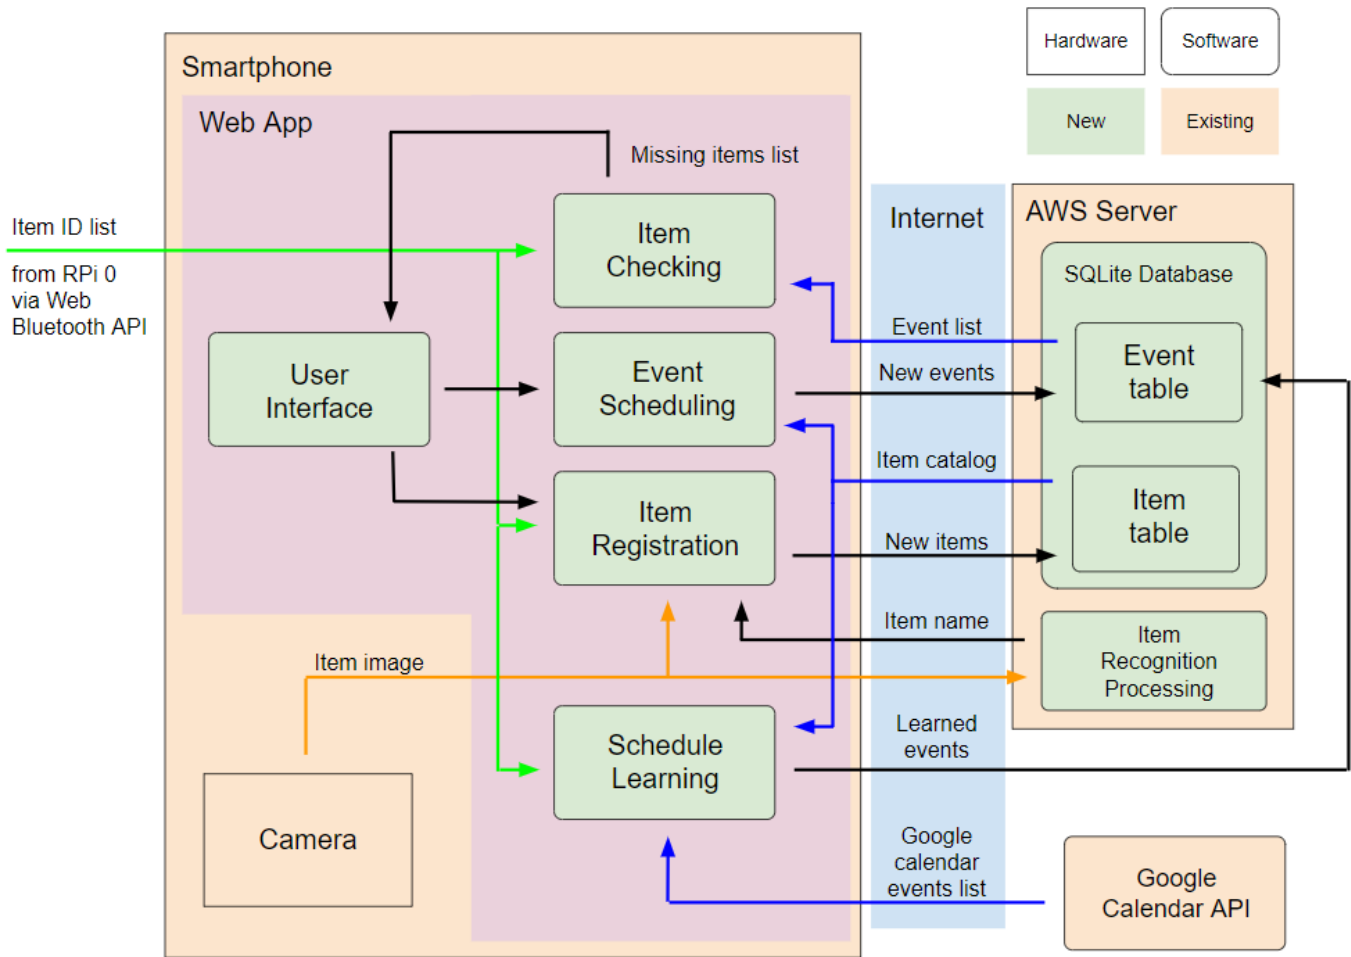 Hardware
Software
New
Existing
Smartphone
Web App
Missing items list
Item ID list
from RPi 0
via Web
Bluetooth API
Item
Checking
User
Interface
Event
Scheduling
Item
Registration
Item image
Schedule
Learning
Camera
Internet
Event list
New events
Item catalog
New items
Item name
Learned
events
Google
calendar
events list
AWS Server
SQLite Database
Event
table
Item
table
Item
Recognition
Processing
Google
Calendar API